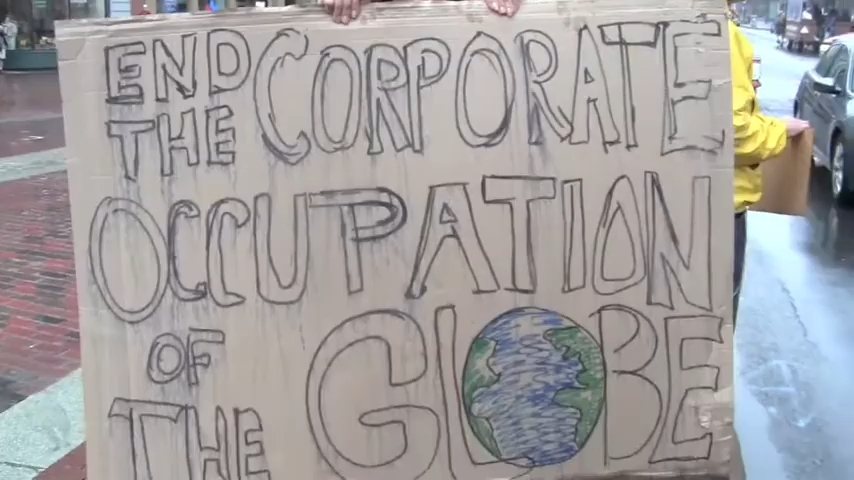 END THE CORPORATE
OCCUPATION
OF THE GLOBE